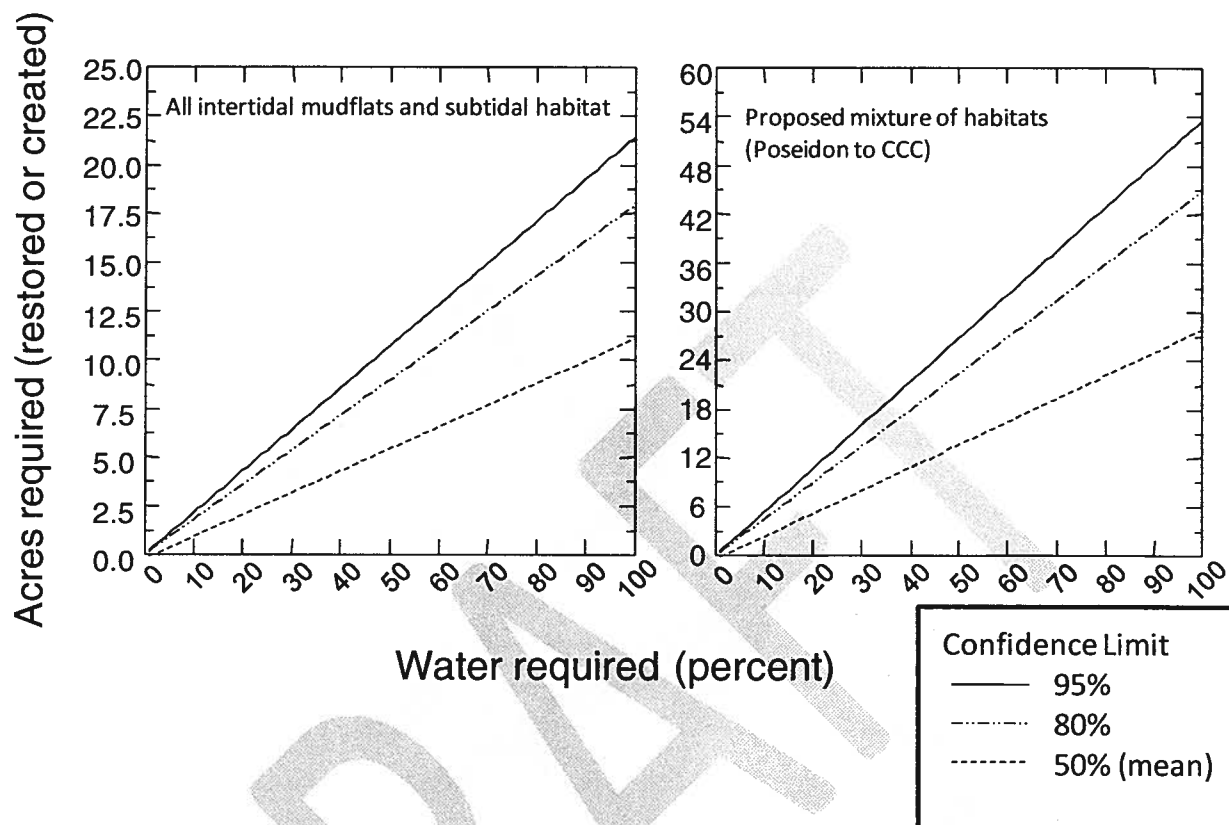 Acres required (restored or created)
25.0
22.5
20.0
17.5
15.0
12.5
10.0
7.5
5.0
2.5
0.0
All intertidal mudflats and subtidal habitat
0 10 20 30 40 50 60 70 80 90 100
60
54
48
42
36
30
24
18
12
6
0
Proposed mixture of habitats
(Poseidon to CCC)
0 10 20 30 40 50 60 70 80 90 100
Water required (percent)
Confidence Limit
95%
80%
50% (mean)
DRAFT